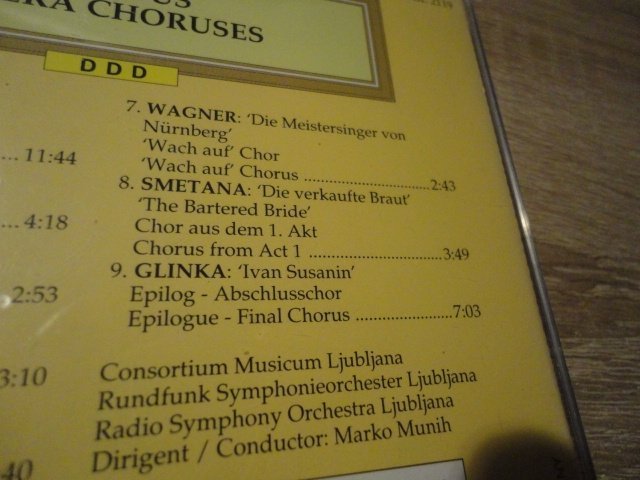 CHORUSES
DDD
7. WAGNER: 'Die Meistersinger von
Nürnberg'
'Wach auf' Chor
'Wach auf' Chorus ........................... 2:43
...11:44
8. SMETANA: 'Die verkaufte Braut'
'The Bartered Bride'
Chor aus dem 1. Akt
...4:18
Chorus from Act 1 ........................... 3:49
9. GLINKA: 'Ivan Susanin'
Epilog - Abschlusschor
2:53
Epilogue - Final Chorus ................... 7:03
Consortium Musicum Ljubljana
3:10
Rundfunk Symphonieorchester Ljubljana
Radio Symphony Orchestra Ljubljana
Dirigent / Conductor: Marko Munih
:40